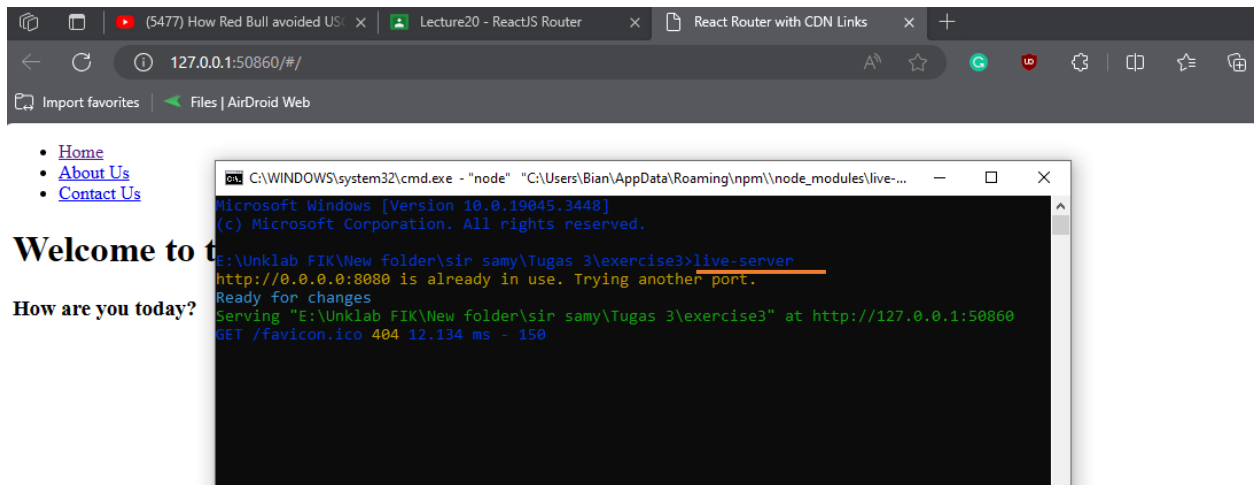 (5477) How Red Bull avoided US
Lecture20 - ReactJS Router
React Router with CDN Links
127.0.0.1:50860/#/
Import favorites
Files | AirDroid Web
Home
About Us
Contact Us
Welcome to t
How are you today?
C:\WINDOWS\system32\cmd.exe - "node" "C:\Users\Bian\AppData\Roaming\npm\\node_modules\live-...
Microsoft Windows [Version 10.0.19045.3448]
(c) Microsoft Corporation. All rights reserved.
E:\Unklab FIK\New folder\sir samy\Tugas 3\exercise3>live-server
http://0.0.0.0:8080 is already in use. Trying another port.
Ready for changes
Serving "E:\Unklab FIK\New folder\sir samy\Tugas 3\exercise3" at http://127.0.0.1:50860
GET /favicon.ico 404 12.134 ms - 150